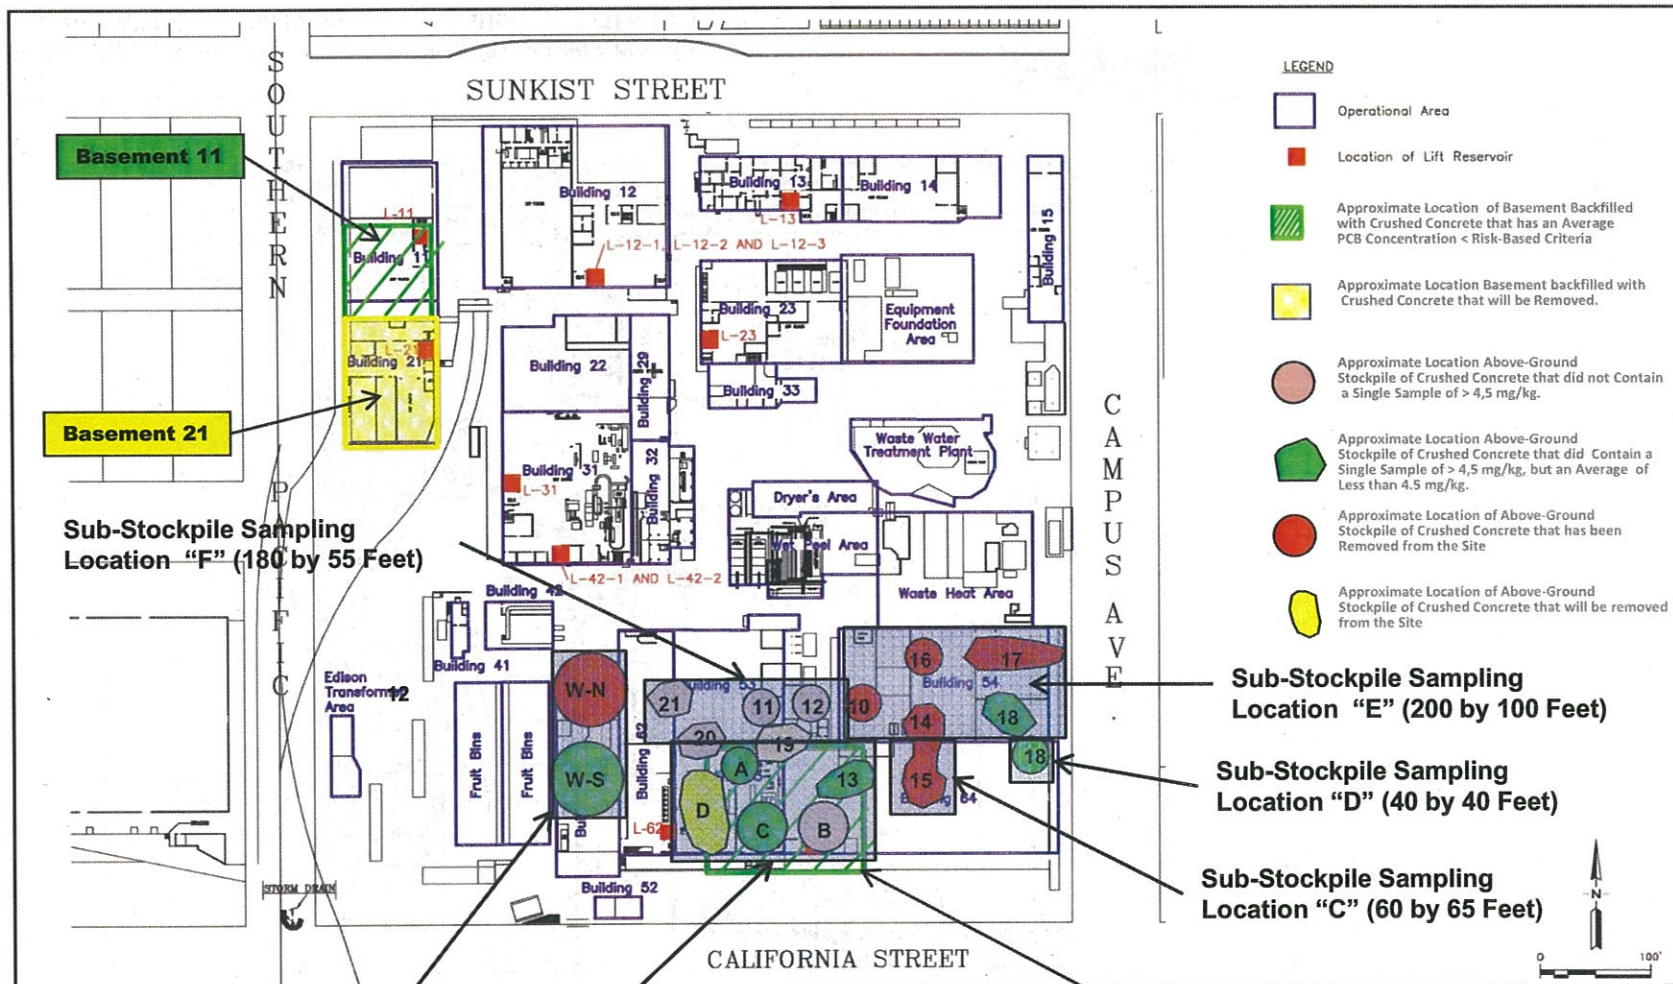 SUNKIST STREET
SOUTHERN
PACIFIC
CAMPUS AVE.
CALIFORNIA STREET
Basement 11
Basement 21
L-11
Building 11
L-21
Building 21
Building 12
L-12-1, L-12-2 AND L-12-3
Building 13
L-13
Building 14
Building 15
Building 23
L-23
Equipment
Foundation
Area
Building 22
Building 29
Building 33
Building 31
L-31
Building 32
Waste Water
Treatment Plant
Dryer's Area
Wet Peel Area
Waste Heat Area
L-42-1 AND L-42-2
Building 42
Building 41
Edison
Transformer
Area
12
Fruit Bins
Fruit Bins
Sub-Stockpile Sampling
Location “F” (180 by 55 Feet)
W-N
W-S
Building 62
L-62
Building 52
uilding 53
21
11
12
10
16
17
Building 54
14
18
20
19
A
13
D
C
B
15
18
64
STORM DRAIN
LEGEND
Operational Area
Location of Lift Reservoir
Approximate Location of Basement Backfilled
with Crushed Concrete that has an Average
PCB Concentration < Risk-Based Criteria
Approximate Location Basement backfilled with
Crushed Concrete that will be Removed.
Approximate Location Above-Ground
Stockpile of Crushed Concrete that did not Contain
a Single Sample of > 4,5 mg/kg.
Approximate Location Above-Ground
Stockpile of Crushed Concrete that did Contain a
Single Sample of > 4,5 mg/kg, but an Average of
Less than 4.5 mg/kg.
Approximate Location of Above-Ground
Stockpile of Crushed Concrete that has been
Removed from the Site
Approximate Location of Above-Ground
Stockpile of Crushed Concrete that will be removed
from the Site
Sub-Stockpile Sampling
Location “E” (200 by 100 Feet)
Sub-Stockpile Sampling
Location “D” (40 by 40 Feet)
Sub-Stockpile Sampling
Location “C” (60 by 65 Feet)
N
0 100'